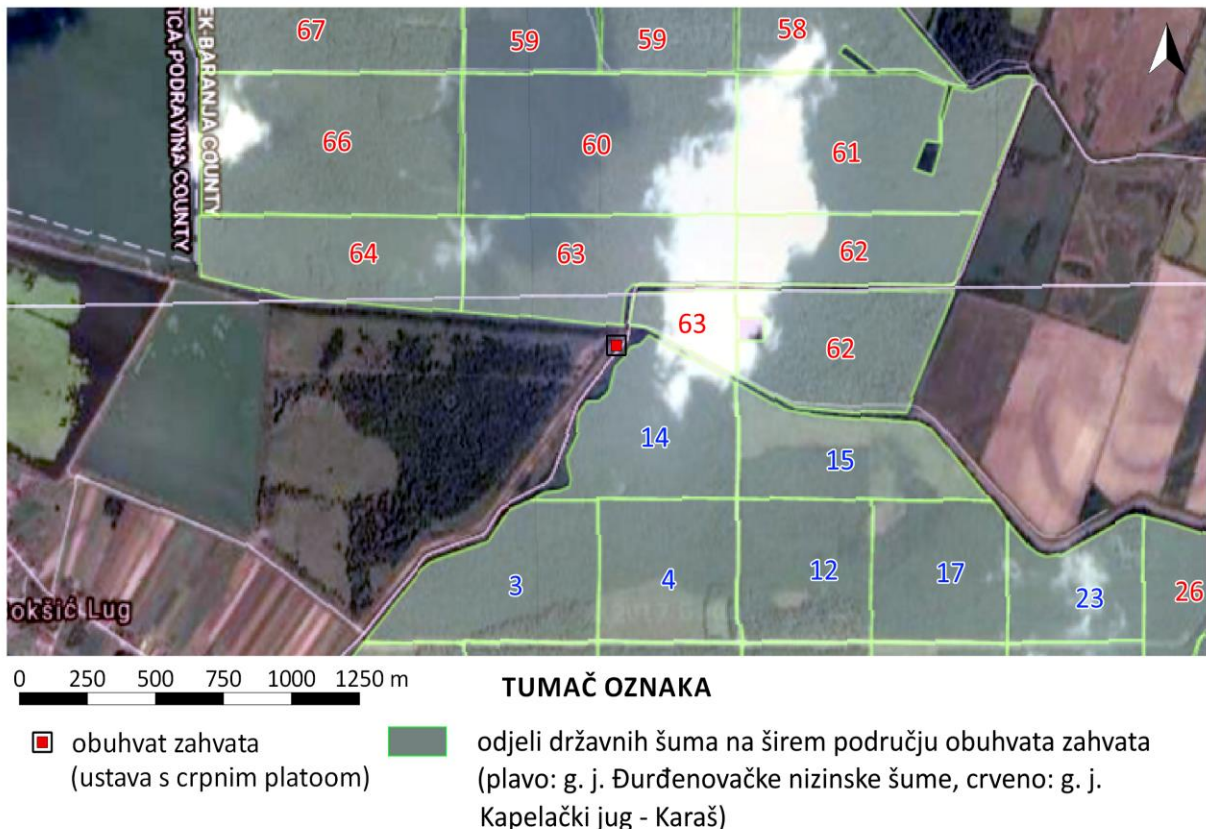 67
59
59
58
TICA-PODRAVINA COUNTY
EK-BARANJA COUNTY
66
60
61
64
63
62
63
62
14
15
3
4
12
17
23
26
okšić Lug
0 250 500 750 1000 1250 m
TUMAČ OZNAKA
obuhvat zahvata
(ustava s crpnim platoom)
odjeli državnih šuma na širem području obuhvata zahvata
(plavo: g. j. Đurđenovačke nizinske šume, crveno: g. j.
Kapelački jug - Karaš)